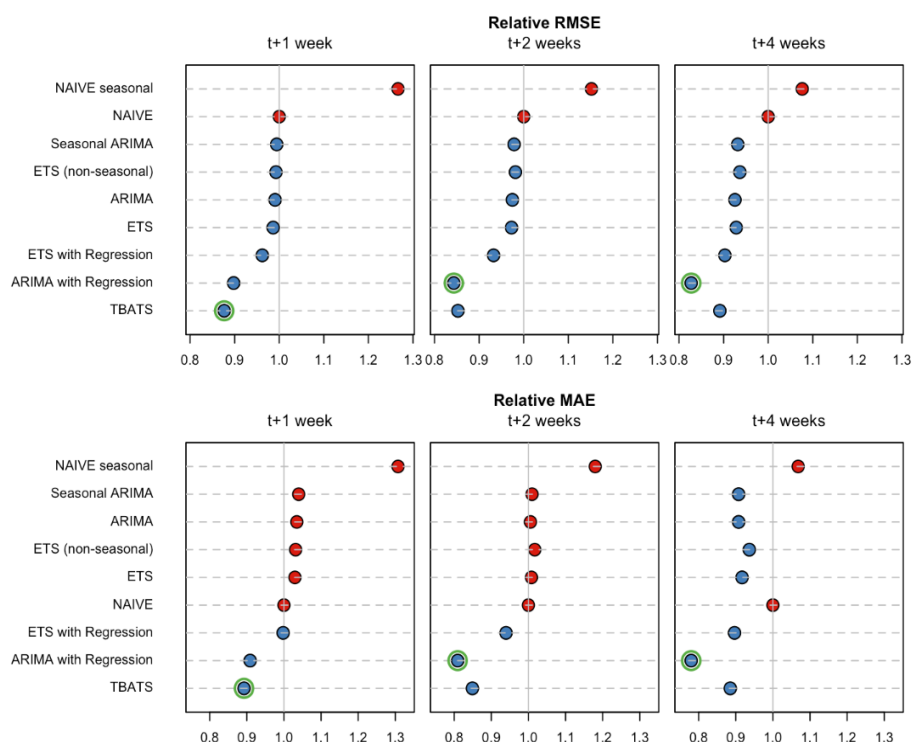 Relative RMSE
t+1 week t+2 weeks t+4 weeks
NAIVE seasonal
NAIVE
Seasonal ARIMA
ETS (non-seasonal)
ARIMA
ETS
ETS with Regression
ARIMA with Regression
TBATS
0.8 0.9 1.0 1.1 1.2 1.3 0.8 0.9 1.0 1.1 1.2 1.3 0.8 0.9 1.0 1.1 1.2 1.3
Relative MAE
t+1 week t+2 weeks t+4 weeks
NAIVE seasonal
Seasonal ARIMA
ARIMA
ETS (non-seasonal)
ETS
NAIVE
ETS with Regression
ARIMA with Regression
TBATS
0.8 0.9 1.0 1.1 1.2 1.3 0.8 0.9 1.0 1.1 1.2 1.3 0.8 0.9 1.0 1.1 1.2 1.3